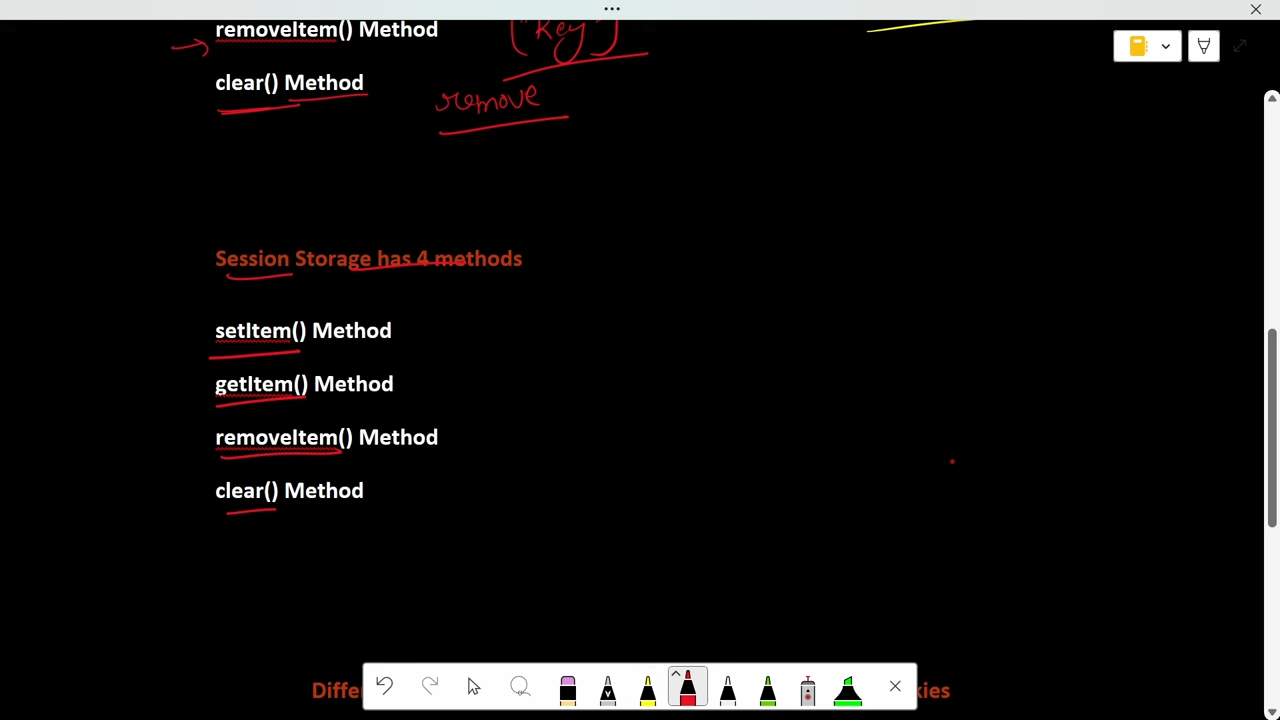 removeItem() Method
("Key")
clear() Method
remove
Session Storage has 4 methods
setItem() Method
getItem() Method
removeItem() Method
clear() Method